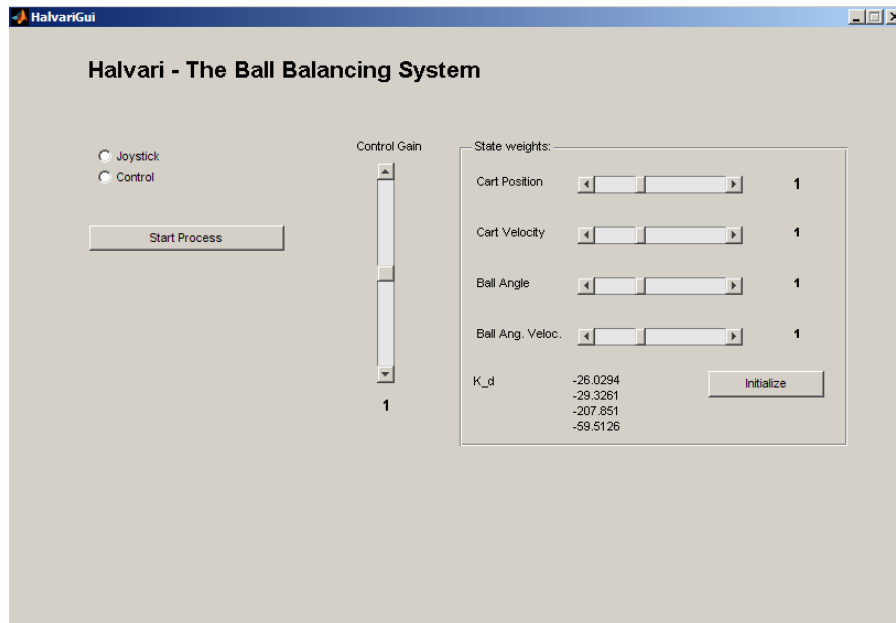 HalvariGui
Halvari - The Ball Balancing System
Joystick
Control
Start Process
Control Gain
1
State weights:
Cart Position 1
Cart Velocity 1
Ball Angle 1
Ball Ang. Veloc. 1
K_d -26.0294
-29.3261
-207.851
-59.5126
Initialize